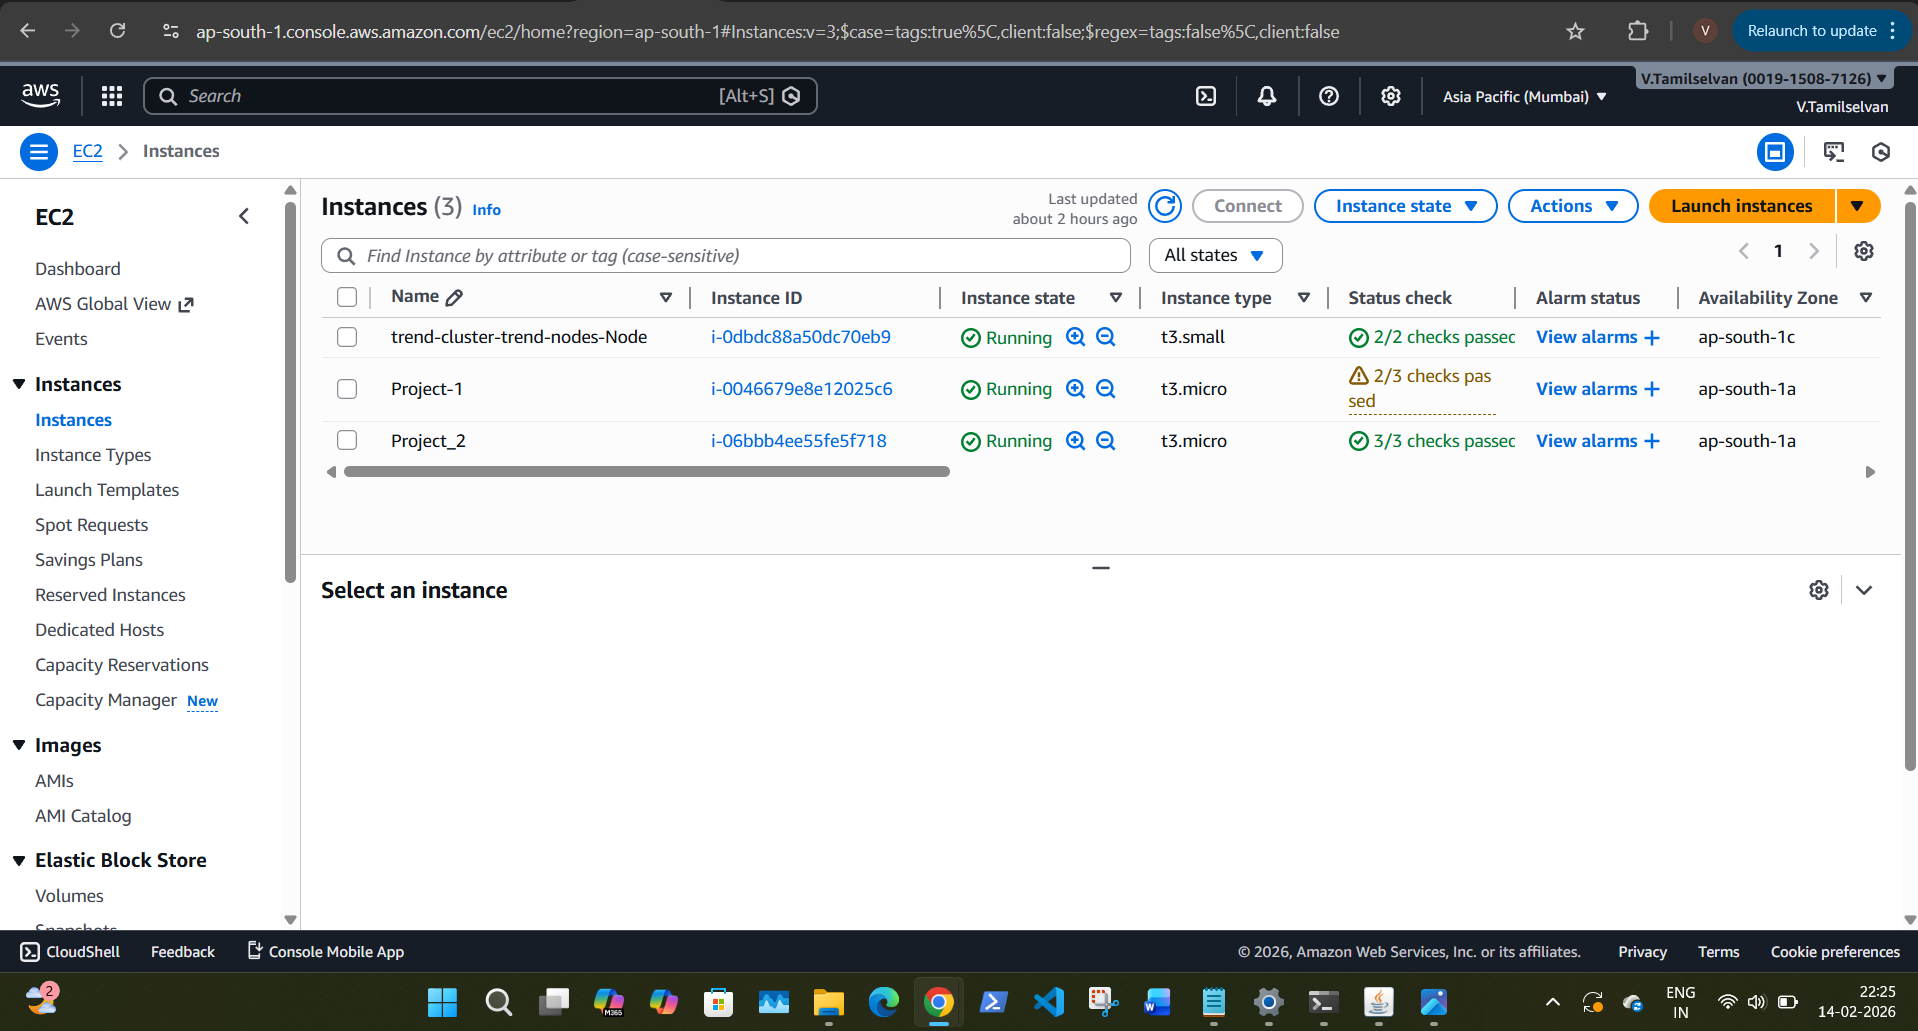 ap-south-1.console.aws.amazon.com/ec2/home?region=ap-south-1#Instances:v=3;$case=tags:true%5C,client:false;$regex=tags:false%5C,client:false
V
Relaunch to update
aws
Search
[Alt+S]
Asia Pacific (Mumbai)
V.Tamilselvan (0019-1508-7126)
V.Tamilselvan
EC2
Instances
EC2
Dashboard
AWS Global View
Events
Instances
Instances
Instance Types
Launch Templates
Spot Requests
Savings Plans
Reserved Instances
Dedicated Hosts
Capacity Reservations
Capacity Manager New
Images
AMIs
AMI Catalog
Elastic Block Store
Volumes
Snapshots
Instances (3) Info
Last updated
about 2 hours ago
Connect
Instance state
Actions
Launch instances
Find Instance by attribute or tag (case-sensitive)
All states
1
Name Instance ID Instance state Instance type Status check Alarm status Availability Zone
trend-cluster-trend-nodes-Node i-0dbdc88a50dc70eb9 Running t3.small 2/2 checks passed View alarms ap-south-1c
Project-1 i-0046679e8e12025c6 Running t3.micro 2/3 checks pas
sed
View alarms ap-south-1a
Project_2 i-06bbb4ee55fe5f718 Running t3.micro 3/3 checks passed View alarms ap-south-1a
Select an instance
CloudShell
Feedback
Console Mobile App
© 2026, Amazon Web Services, Inc. or its affiliates.
Privacy
Terms
Cookie preferences
2
M365
W
ENG
IN
22:25
14-02-2026